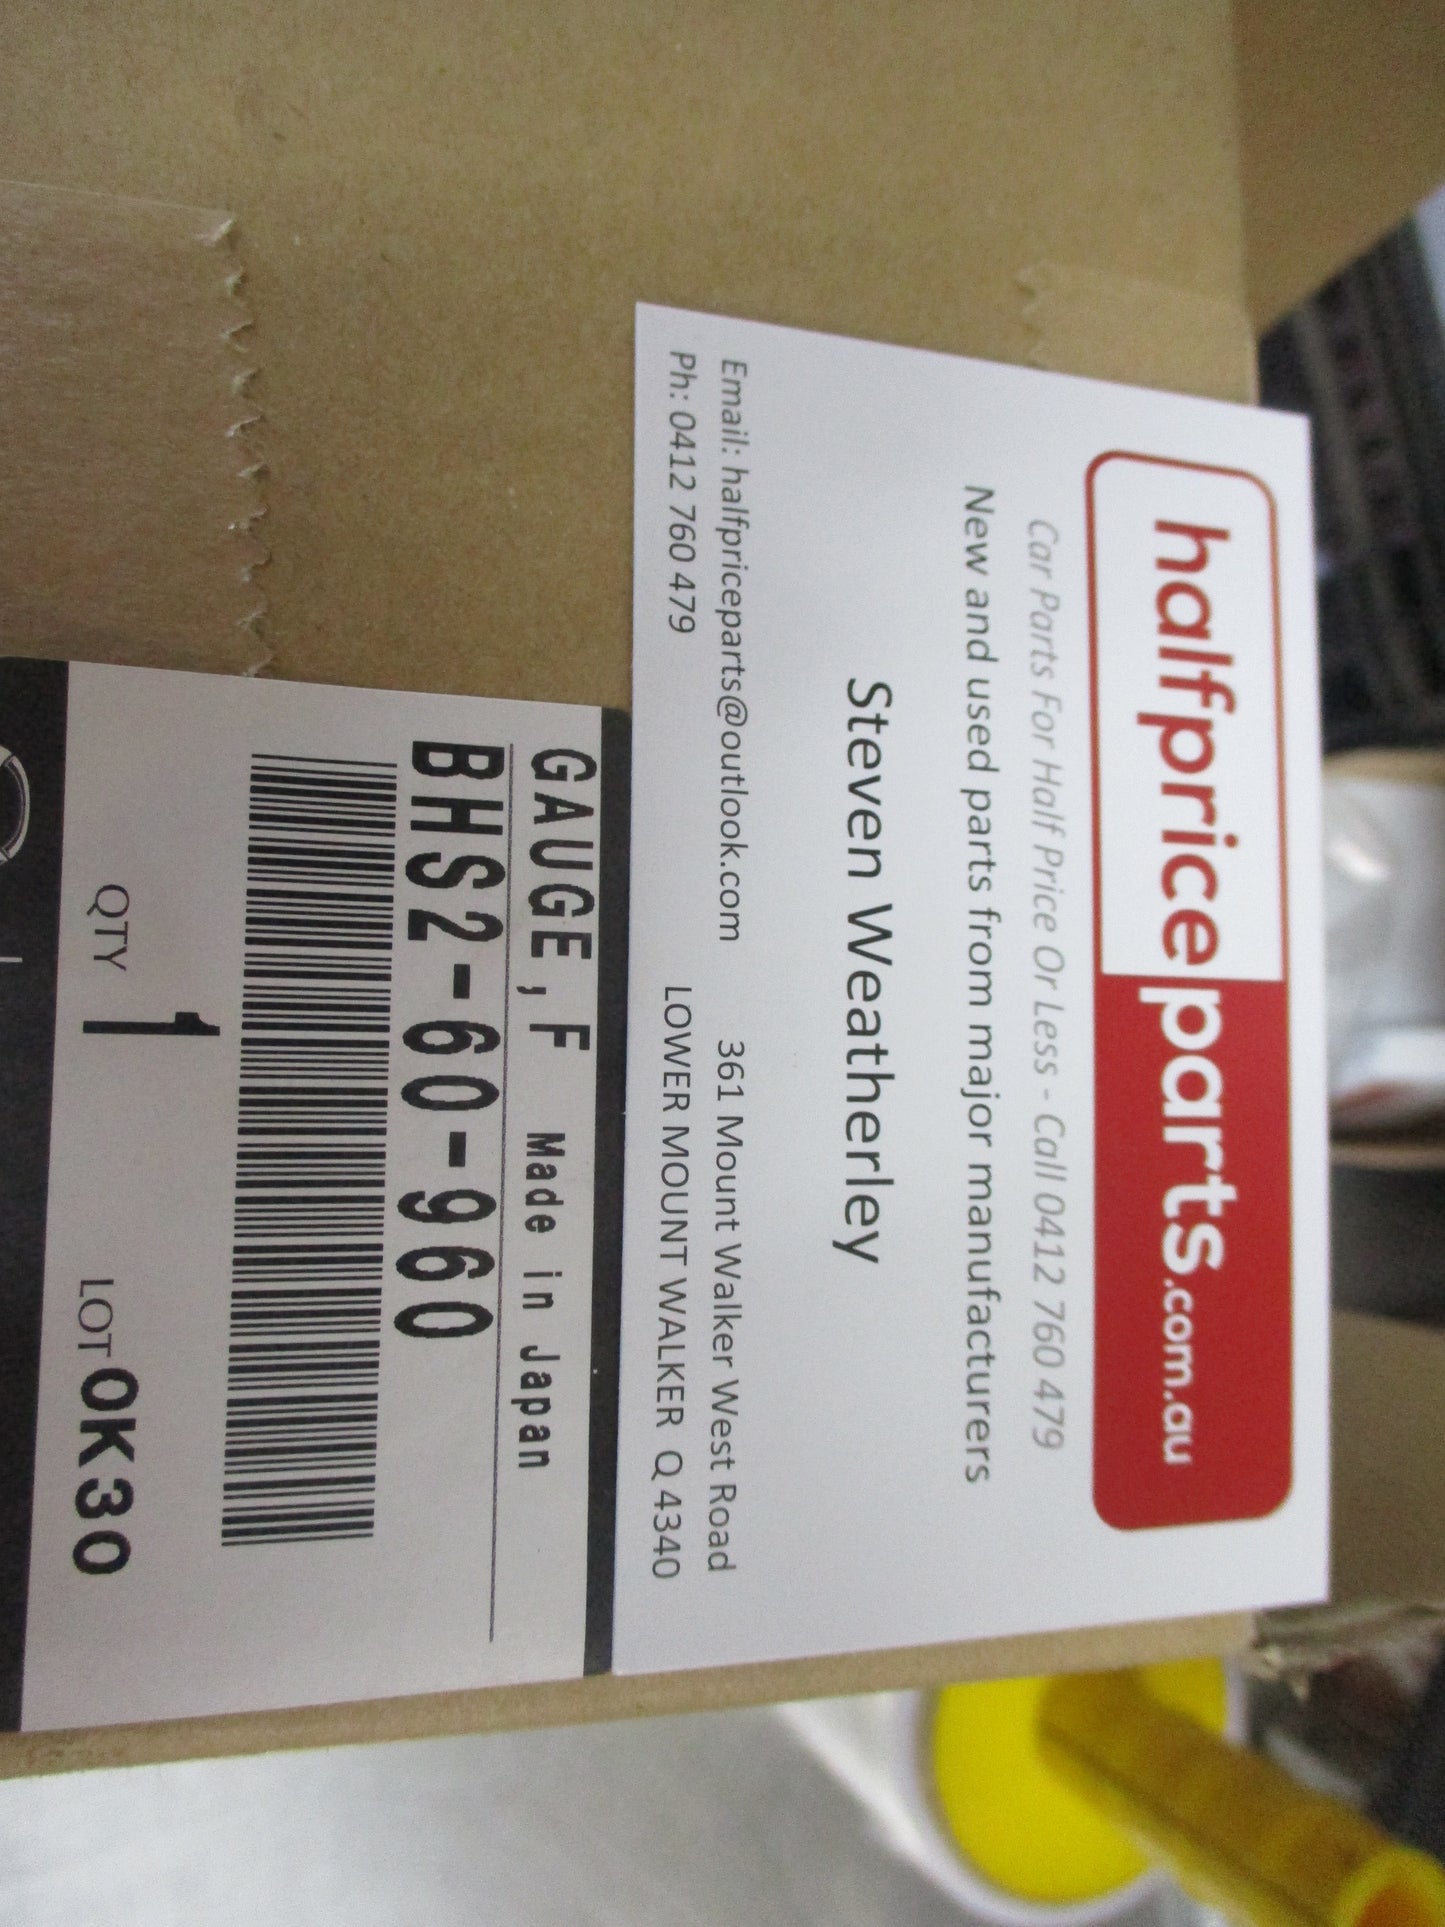 halfpriceparts.com.au
Car Parts For Half Price Or Less - Call 0412 760 479
New and used parts from major manufacturers
Steven Weatherley
Email: halfpriceparts@outlook.com 361 Mount Walker West Road
Ph: 0412 760 479 LOWER MOUNT WALKER Q 4340
GAUGE, F Made in Japan
BHS2-60-960
QTY 1 LOT 0K30